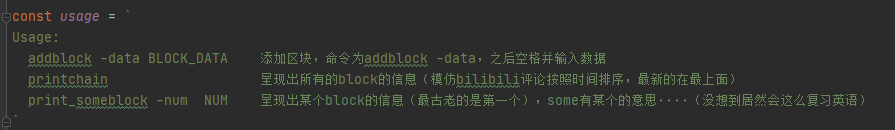 const usage = `
Usage:
addblock -data BLOCK_DATA 添加区块，命令为addblock -data，之后空格并输入数据
printchain 呈现出所有的block的信息（模仿bilibili评论按照时间排序，最新的在最上面）
print_someblock -num NUM 呈现出某个block的信息（最古老的是第一个），some有某个的意思····（没想到居然会这么复习英语）
`